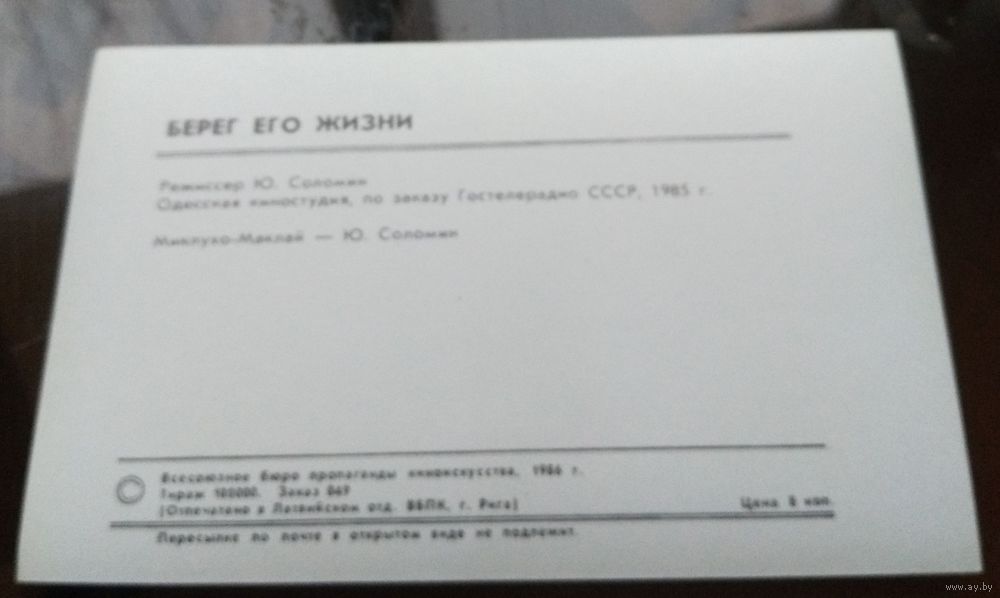 БЕРЕГ ЕГО ЖИЗНИ
Режиссер Ю. Соломин
Одесская киностудия, по заказу Гостелерадио СССР, 1985 г.
Миклухо-Маклай — Ю. Соломин
Всесоюзное бюро пропаганды киноискусства, 1986 г.
Тираж 100000. Заказ 069
(Отпечатано в Латвийском отд. ВБПК, г. Рига)
Цена 8 коп.
Пересылке по почте в открытом виде не подлежит.
www.ay.by